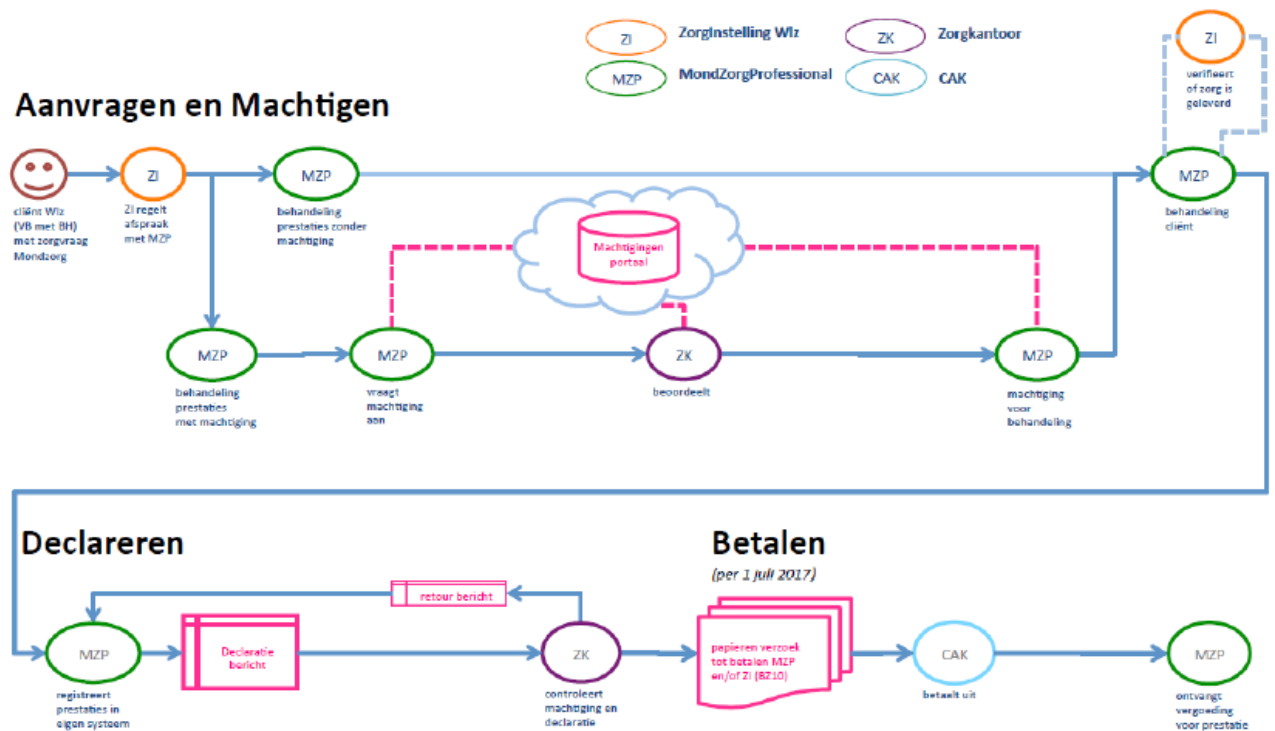 ZI
ZorgInstelling Wlz
ZK
Zorgkantoor
MZP
MondZorgProfessional
CAK
CAK
ZI
verifieert
of zorg is
geleverd
Aanvragen en Machtigen
cliënt Wlz
(VB met BH)
met zorgvraag
Mondzorg
ZI
ZI regelt
afspraak
met MZP
MZP
behandeling
prestaties zonder
machtiging
Machtigingen
portaal
MZP
behandeling
cliënt
MZP
behandeling
prestaties
met machtiging
MZP
vraagt
machtiging
aan
ZK
beoordeelt
MZP
machtiging
voor
behandeling
Declareren
MZP
registreert
prestaties in
eigen systeem
Declaratie
bericht
retour bericht
ZK
controleert
machtiging en
declaratie
Betalen
(per 1 juli 2017)
papieren verzoek
tot betalen MZP
en/of ZI (BZ10)
CAK
betaalt uit
MZP
ontvangt
vergoeding
voor prestatie